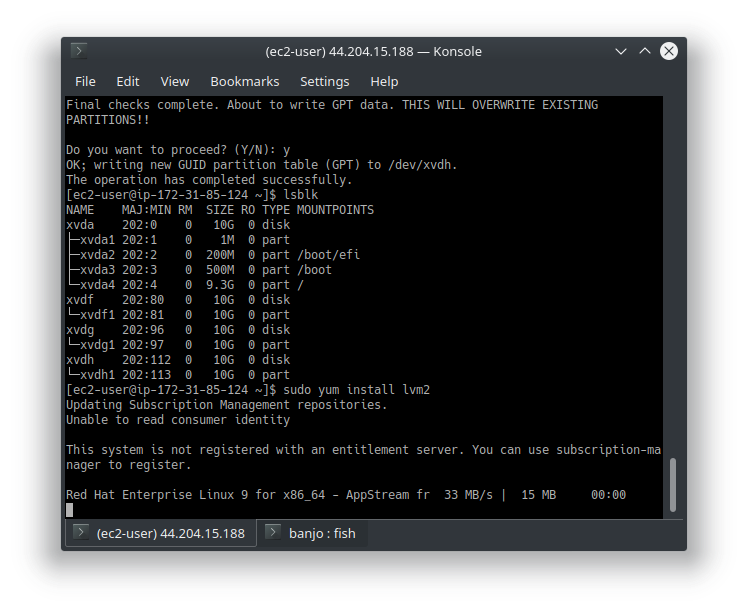 (ec2-user) 44.204.15.188 — Konsole
File Edit View Bookmarks Settings Help
Final checks complete. About to write GPT data. THIS WILL OVERWRITE EXISTING
PARTITIONS!!
Do you want to proceed? (Y/N): y
OK; writing new GUID partition table (GPT) to /dev/xvdh.
The operation has completed successfully.
[ec2-user@ip-172-31-85-124 ~]$ lsblk
NAME    MAJ:MIN RM  SIZE RO TYPE MOUNTPOINTS
xvda    202:0    0   10G  0 disk
├─xvda1 202:1    0    1M  0 part
├─xvda2 202:2    0  200M  0 part /boot/efi
├─xvda3 202:3    0  500M  0 part /boot
└─xvda4 202:4    0  9.3G  0 part /
xvdf    202:80   0   10G  0 disk
└─xvdf1 202:81   0   10G  0 part
xvdg    202:96   0   10G  0 disk
└─xvdg1 202:97   0   10G  0 part
xvdh    202:112  0   10G  0 disk
└─xvdh1 202:113  0   10G  0 part
[ec2-user@ip-172-31-85-124 ~]$ sudo yum install lvm2
Updating Subscription Management repositories.
Unable to read consumer identity
This system is not registered with an entitlement server. You can use subscription-ma
nager to register.
Red Hat Enterprise Linux 9 for x86_64 - AppStream fr  33 MB/s |  15 MB     00:00
(ec2-user) 44.204.15.188 banjo : fish